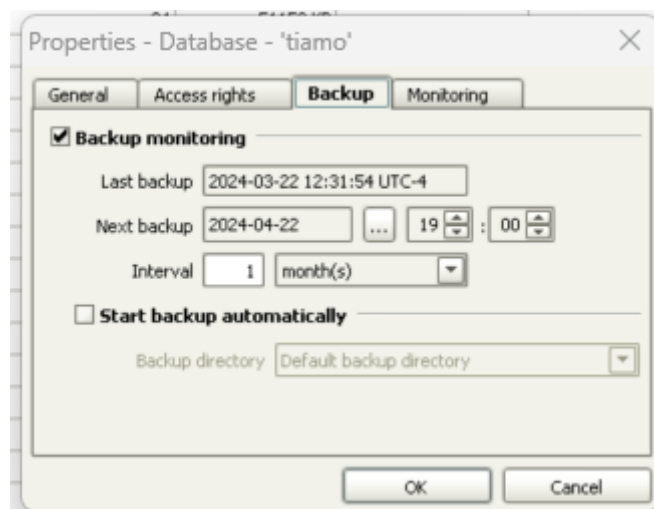 Properties - Database - 'tiamo'
General Access rights Backup Monitoring
Backup monitoring
Last backup 2024-03-22 12:31:54 UTC-4
Next backup 2024-04-22 ... 19 : 00
Interval 1 month(s)
Start backup automatically
Backup directory Default backup directory
OK Cancel